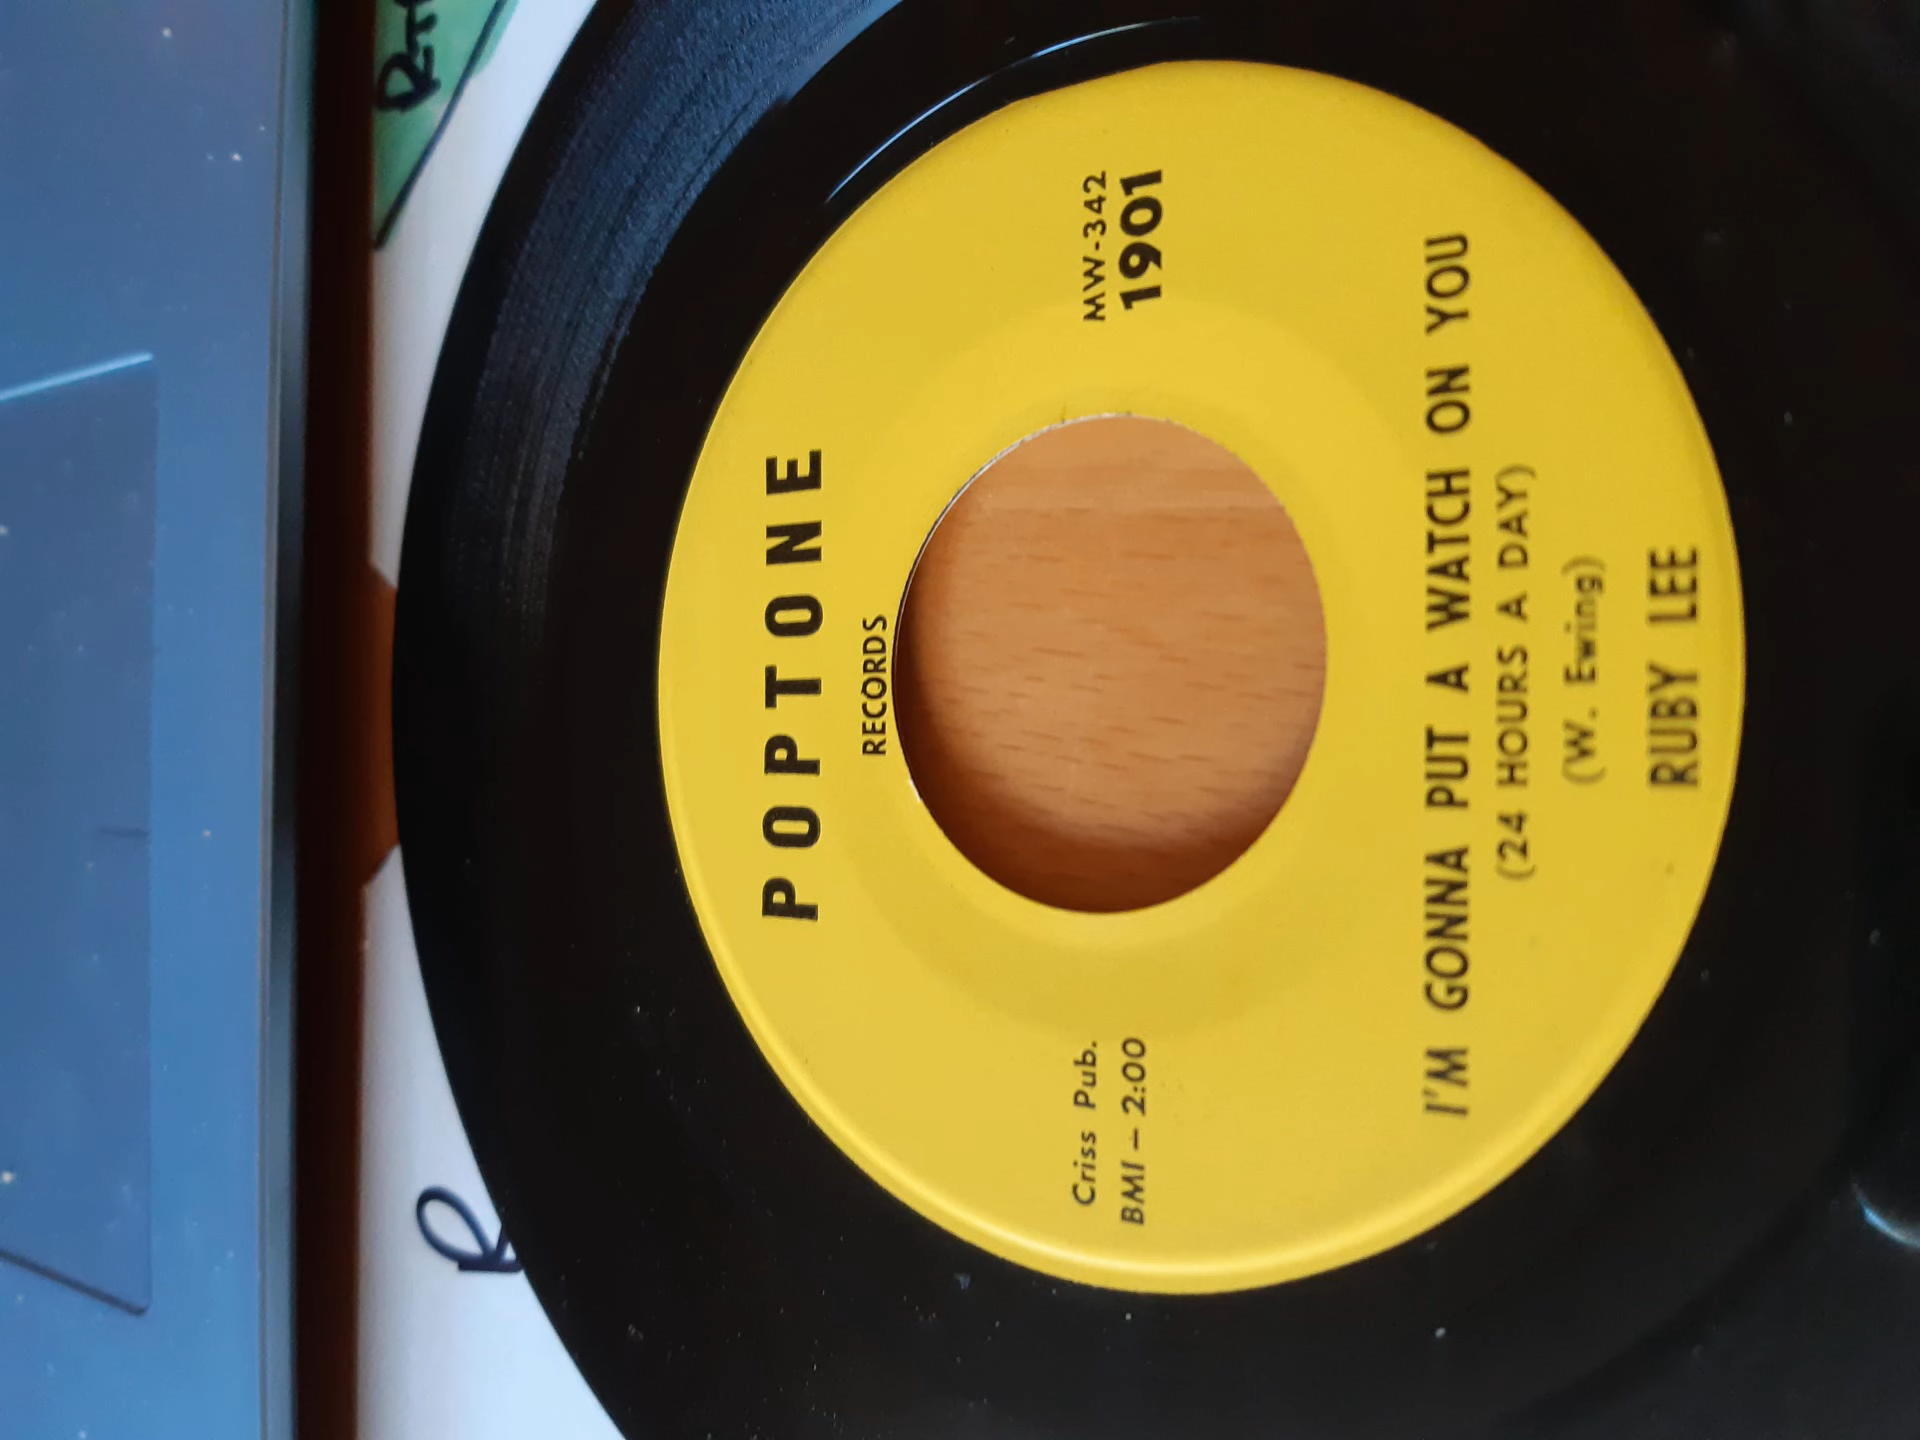 POPTONE
RECORDS
MW-342
1901
Criss Pub.
BMI - 2:00
I'M GONNA PUT A WATCH ON YOU
(24 HOURS A DAY)
(W. Ewing)
RUBY LEE